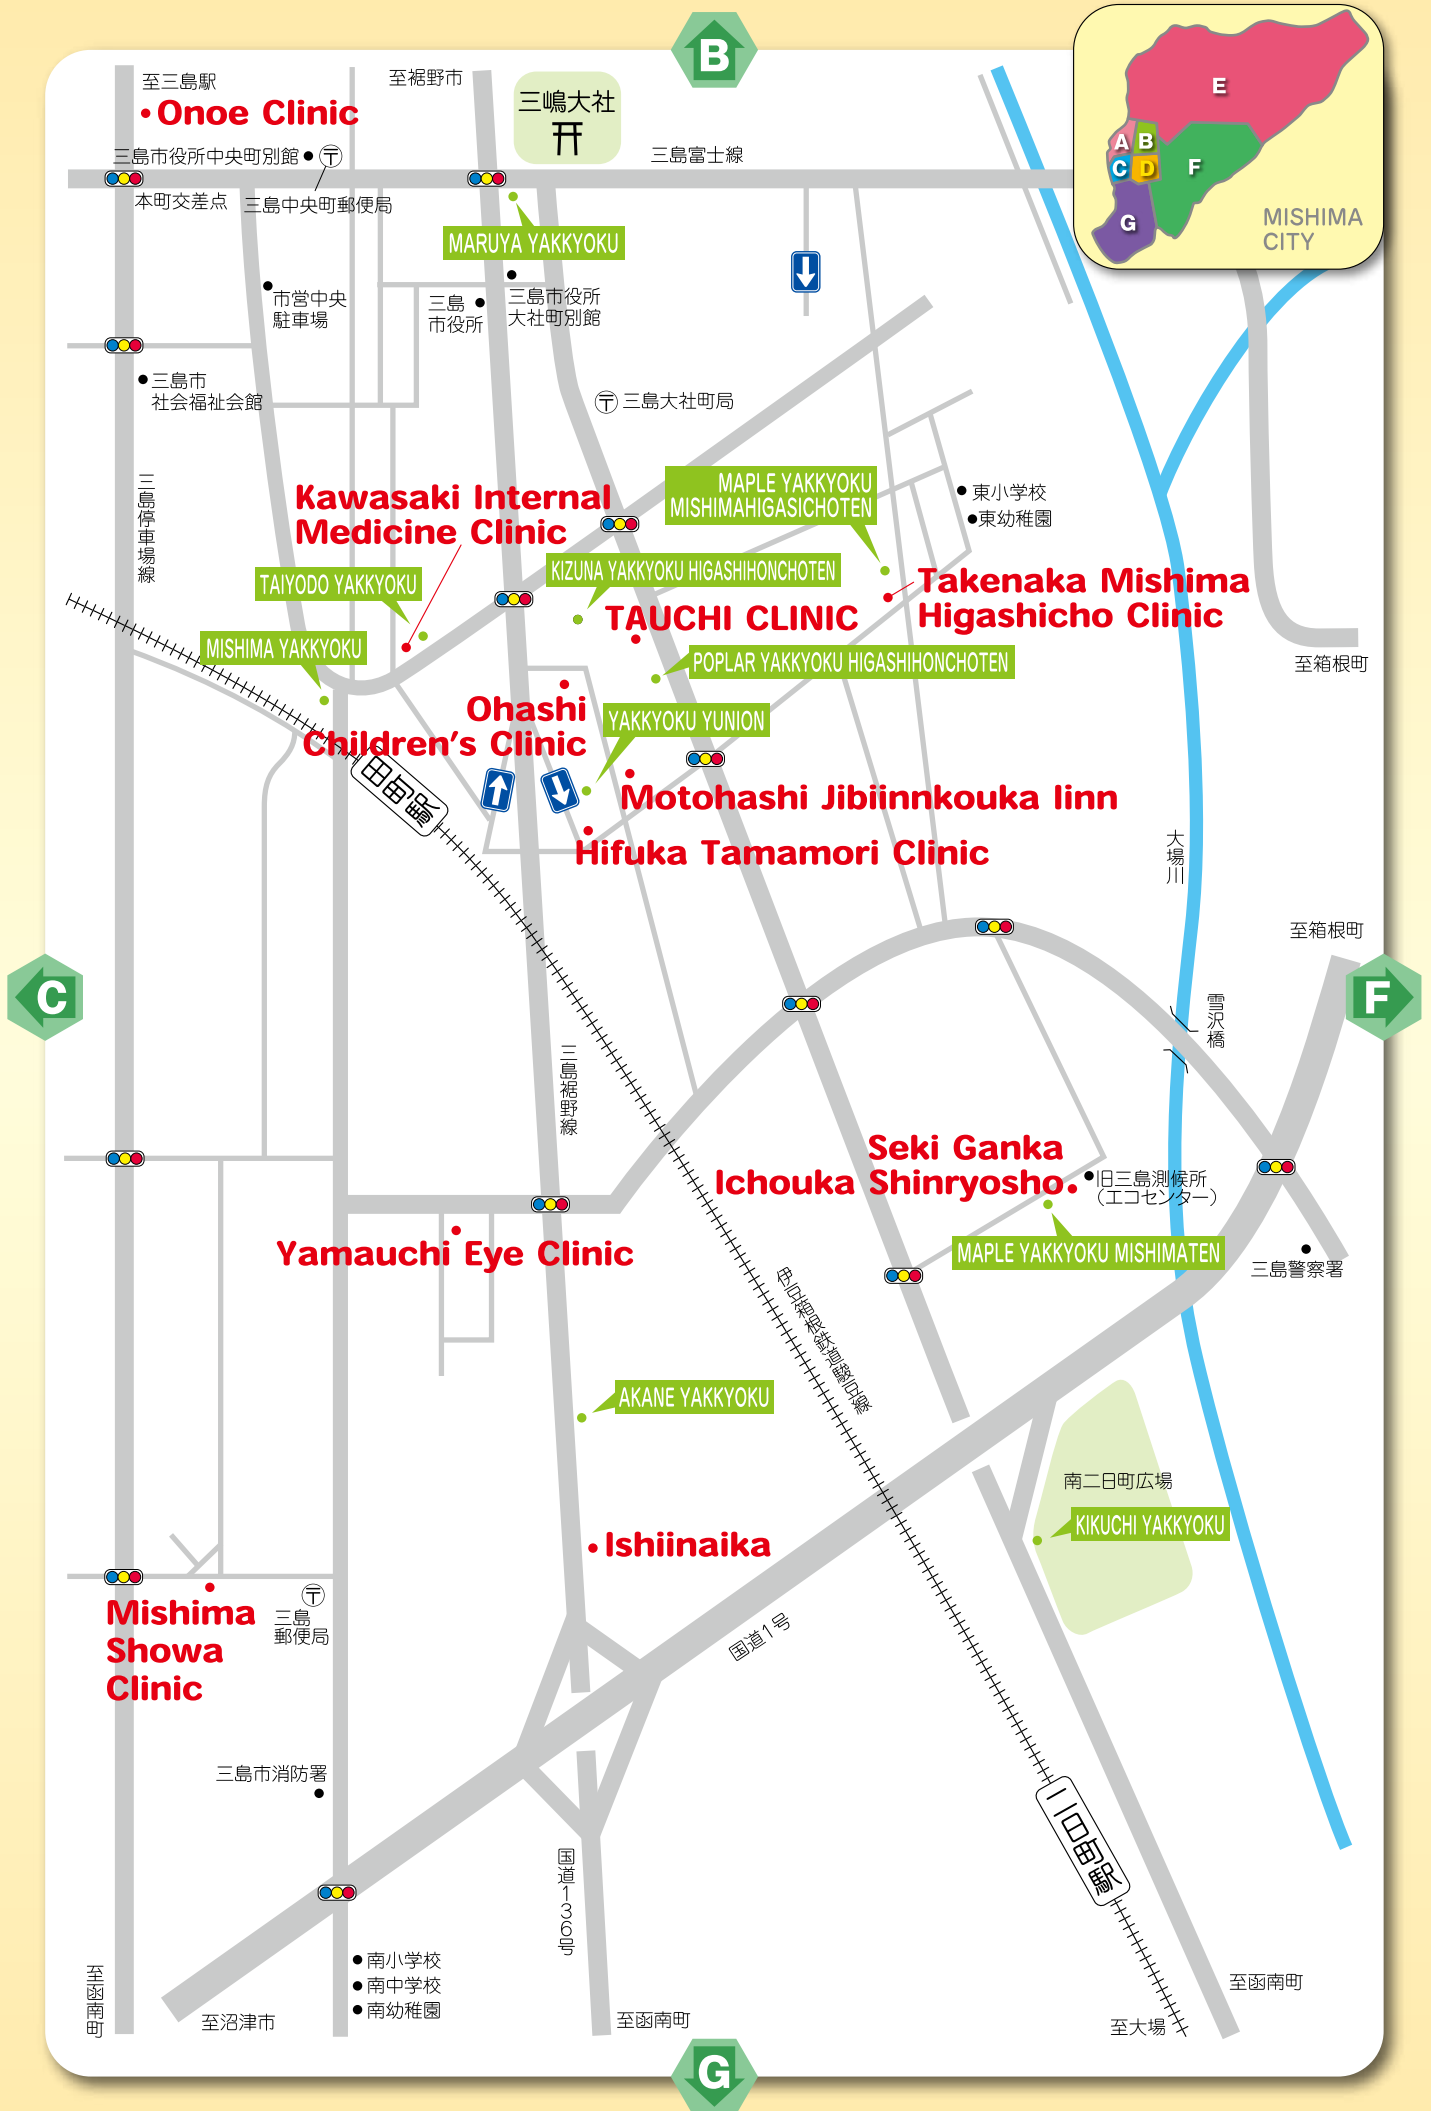 B
E
A
B
C
D
F
G
MISHIMA
CITY
至三島駅
Onoe Clinic
至裾野市
三嶋大社
三島市役所中央町別館
〒
三島富士線
本町交差点
三島中央町郵便局
MARUYA YAKKYOKU
市営中央
駐車場
三島
市役所
三島市役所
大社町別館
三島市
社会福祉会館
〒
三島大社町局
三島停車場線
Kawasaki Internal
Medicine Clinic
MAPLE YAKKYOKU
MISHIMAHIGASICHOTEN
東小学校
東幼稚園
TAIYODO YAKKYOKU
KIZUNA YAKKYOKU HIGASHIHONCHOTEN
Takenaka Mishima
Higashicho Clinic
TAUCHI CLINIC
MISHIMA YAKKYOKU
POPLAR YAKKYOKU HIGASHIHONCHOTEN
至箱根町
Ohashi
Children's Clinic
YAKKYOKU YUNION
田町駅
Motohashi Jibiinnkouka Iinn
Hifuka Tamamori Clinic
大場川
至箱根町
C
F
雪沢橋
三島裾野線
Seki Ganka
Ichouka Shinryosho
旧三島測候所
（エコセンター）
Yamauchi Eye Clinic
MAPLE YAKKYOKU MISHIMATEN
三島警察署
伊豆箱根鉄道駿豆線
AKANE YAKKYOKU
南二日町広場
KIKUCHI YAKKYOKU
Ishiinaika
〒
三島
郵便局
Mishima
Showa
Clinic
国道1号
三島市消防署
二日町駅
国道136号
南小学校
南中学校
南幼稚園
至函南町
至沼津市
至函南町
至大場
至函南町
G